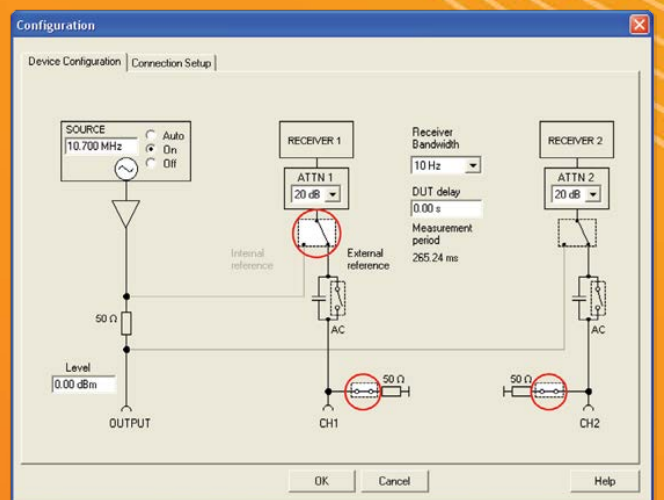 Configuration
Device Configuration
Connection Setup
SOURCE
10.700 MHz
Auto
On
Off
RECEIVER 1
ATTN 1
20 dB
Receiver
Bandwidth
10 Hz
DUT delay
0.00 s
Measurement
period
265.24 ms
RECEIVER 2
ATTN 2
20 dB
Internal
reference
External
reference
50 Ω
AC
AC
Level
0.00 dBm
50 Ω
50 Ω
OUTPUT
CH1
CH2
OK
Cancel
Help